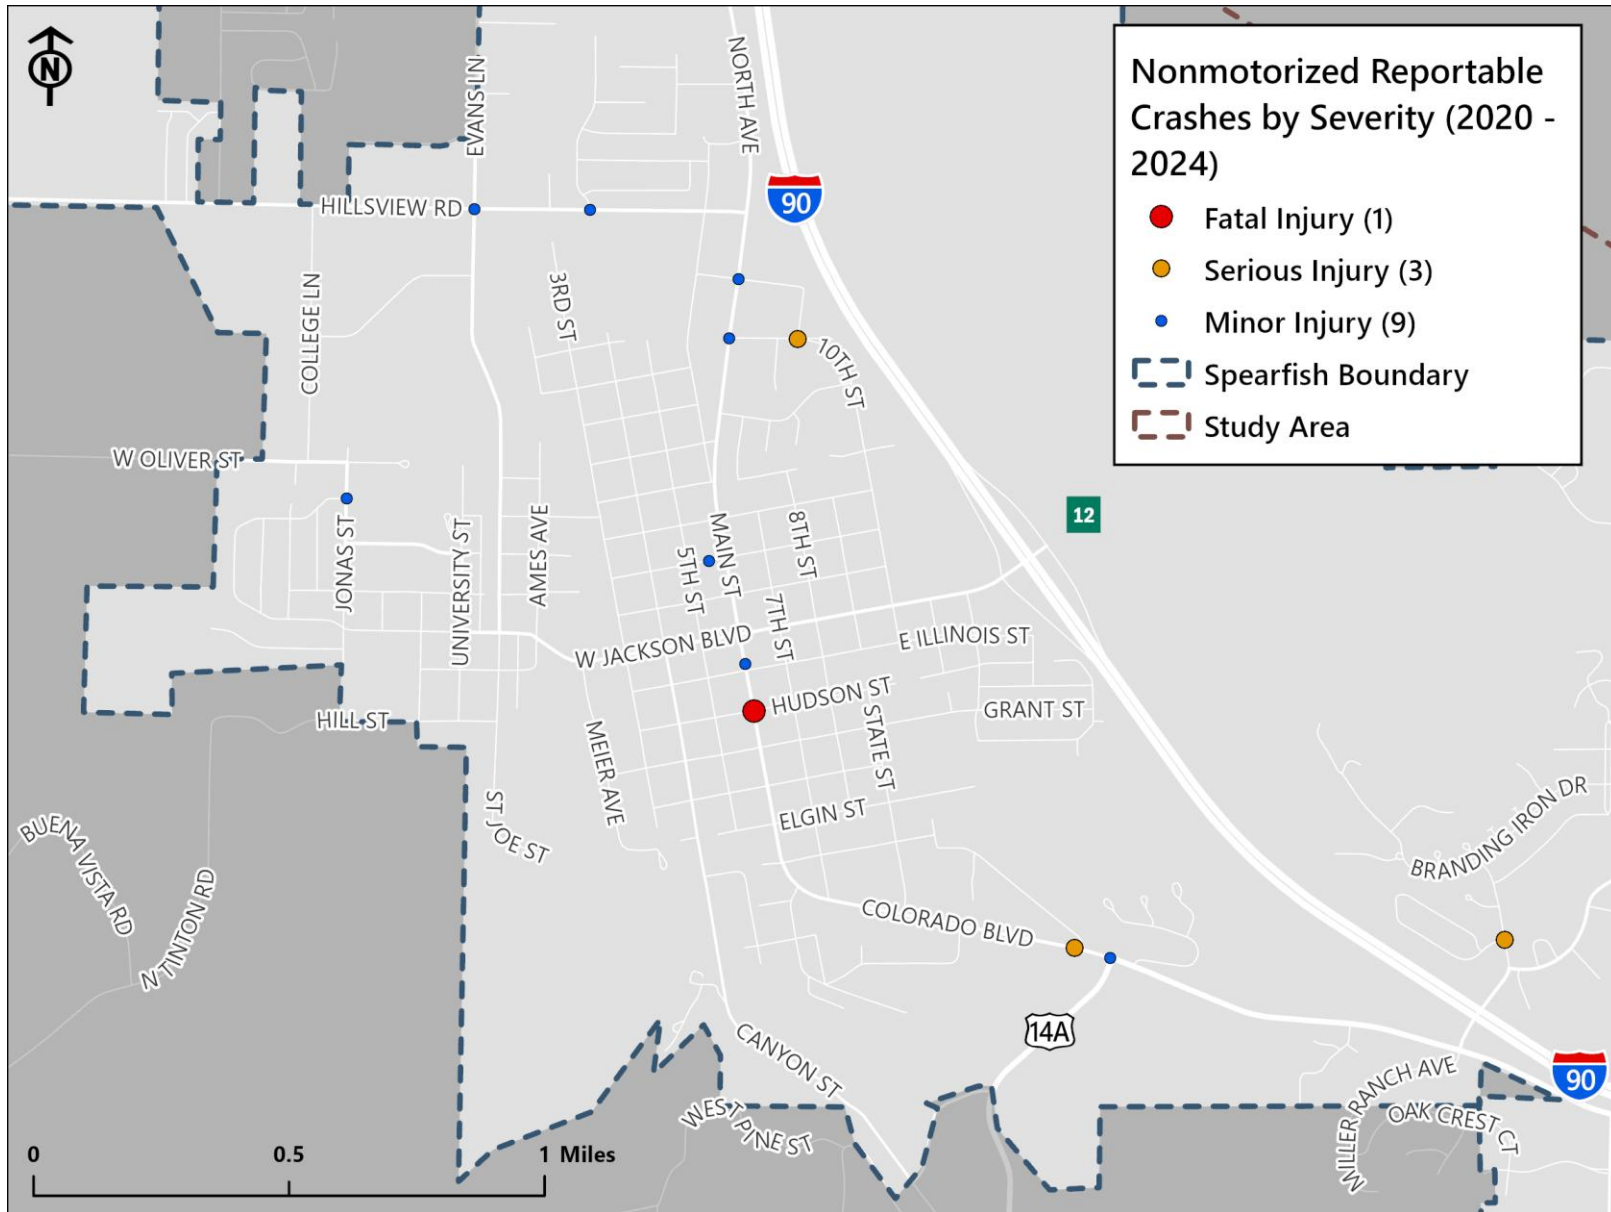 N
Nonmotorized Reportable
Crashes by Severity (2020 -
2024)
Fatal Injury (1)
Serious Injury (3)
Minor Injury (9)
Spearfish Boundary
Study Area
EVANS LN
NORTH AVE
90
HILLSVIEW RD
COLLEGE LN
3RD ST
10TH ST
W OLIVER ST
12
JONAS ST
UNIVERSITY ST
AMES AVE
5TH ST
MAIN ST
8TH ST
7TH ST
W JACKSON BLVD
E ILLINOIS ST
HUDSON ST
GRANT ST
STATE ST
HILL ST
MEIER AVE
ELGIN ST
ST JOE ST
BUENA VISTA RD
N TINTON RD
BRANDING IRON DR
COLORADO BLVD
14A
CANYON ST
WEST PINE ST
MILLER RANCH AVE
OAK CREST CT
90
0 0.5 1 Miles